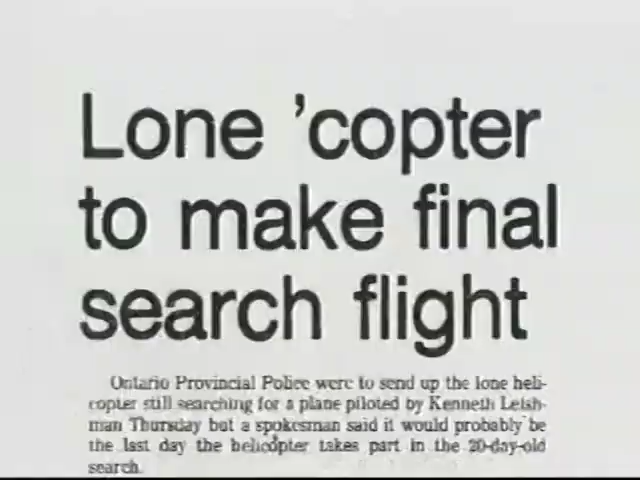 Lone 'copter
to make final
search flight
Ontario Provincial Police were to send up the lone heli-
copter still searching for a plane piloted by Kenneth Leish-
man Thursday but a spokesman said it would probably be
the last day the helicopter takes part in the 20-day-old
search.